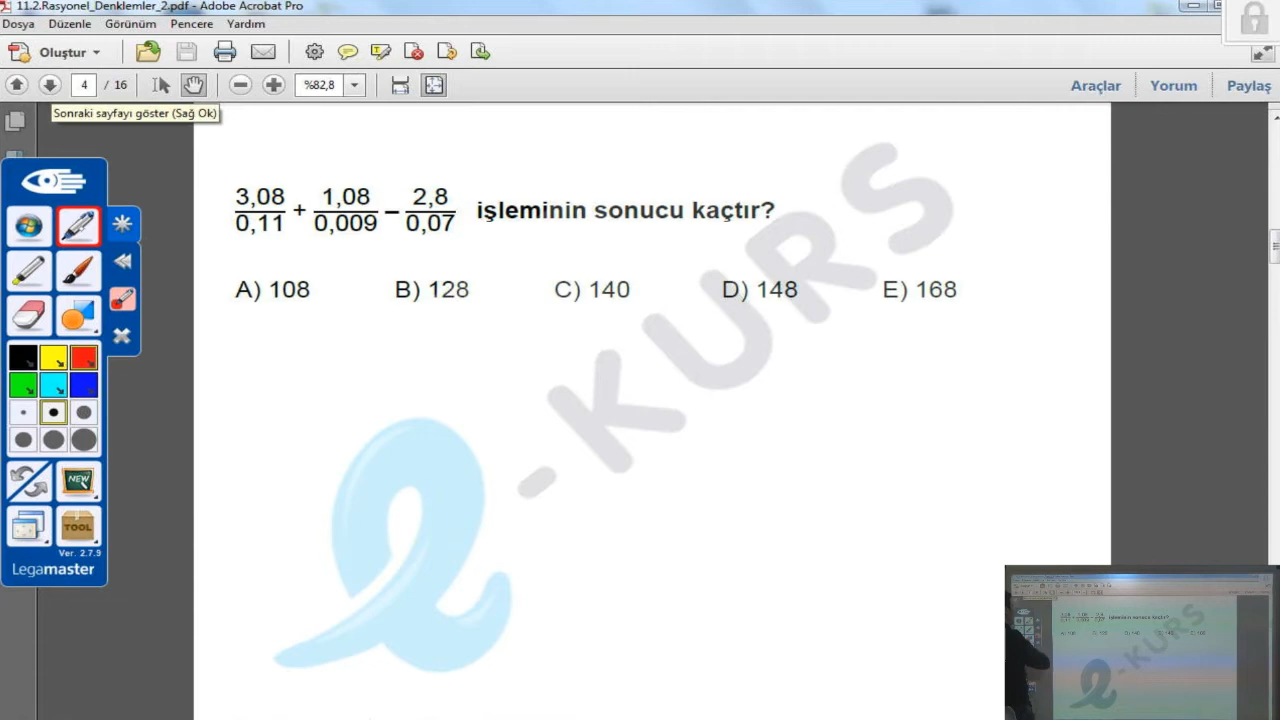 11.2.Rasyonel_Denklemler_2.pdf - Adobe Acrobat Pro
Dosya Düzenle Görünüm Pencere Yardım
Oluştur
4 / 16 %82,8 Araçlar Yorum Paylaş
Sonraki sayfayı göster (Sağ Ok)
3,08/0,11 + 1,08/0,009 – 2,8/0,07 işleminin sonucu kaçtır?
A) 108 B) 128 C) 140 D) 148 E) 168
e-KURS
NEW
TOOL
Ver. 2.7.9
Legamaster